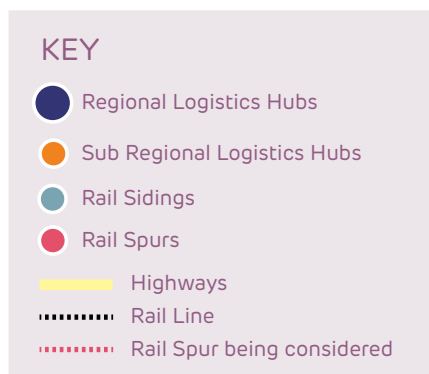 KEY
Regional Logistics Hubs
Sub Regional Logistics Hubs
Rail Sidings
Rail Spurs
Highways
Rail Line
Rail Spur being considered